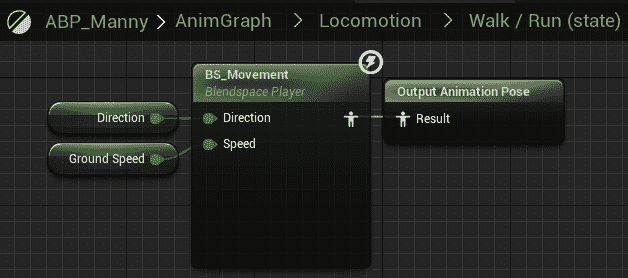 ABP_Manny > AnimGraph > Locomotion > Walk / Run (state)
BS_Movement
Blendspace Player
Direction
Ground Speed
Direction
Speed
Output Animation Pose
Result